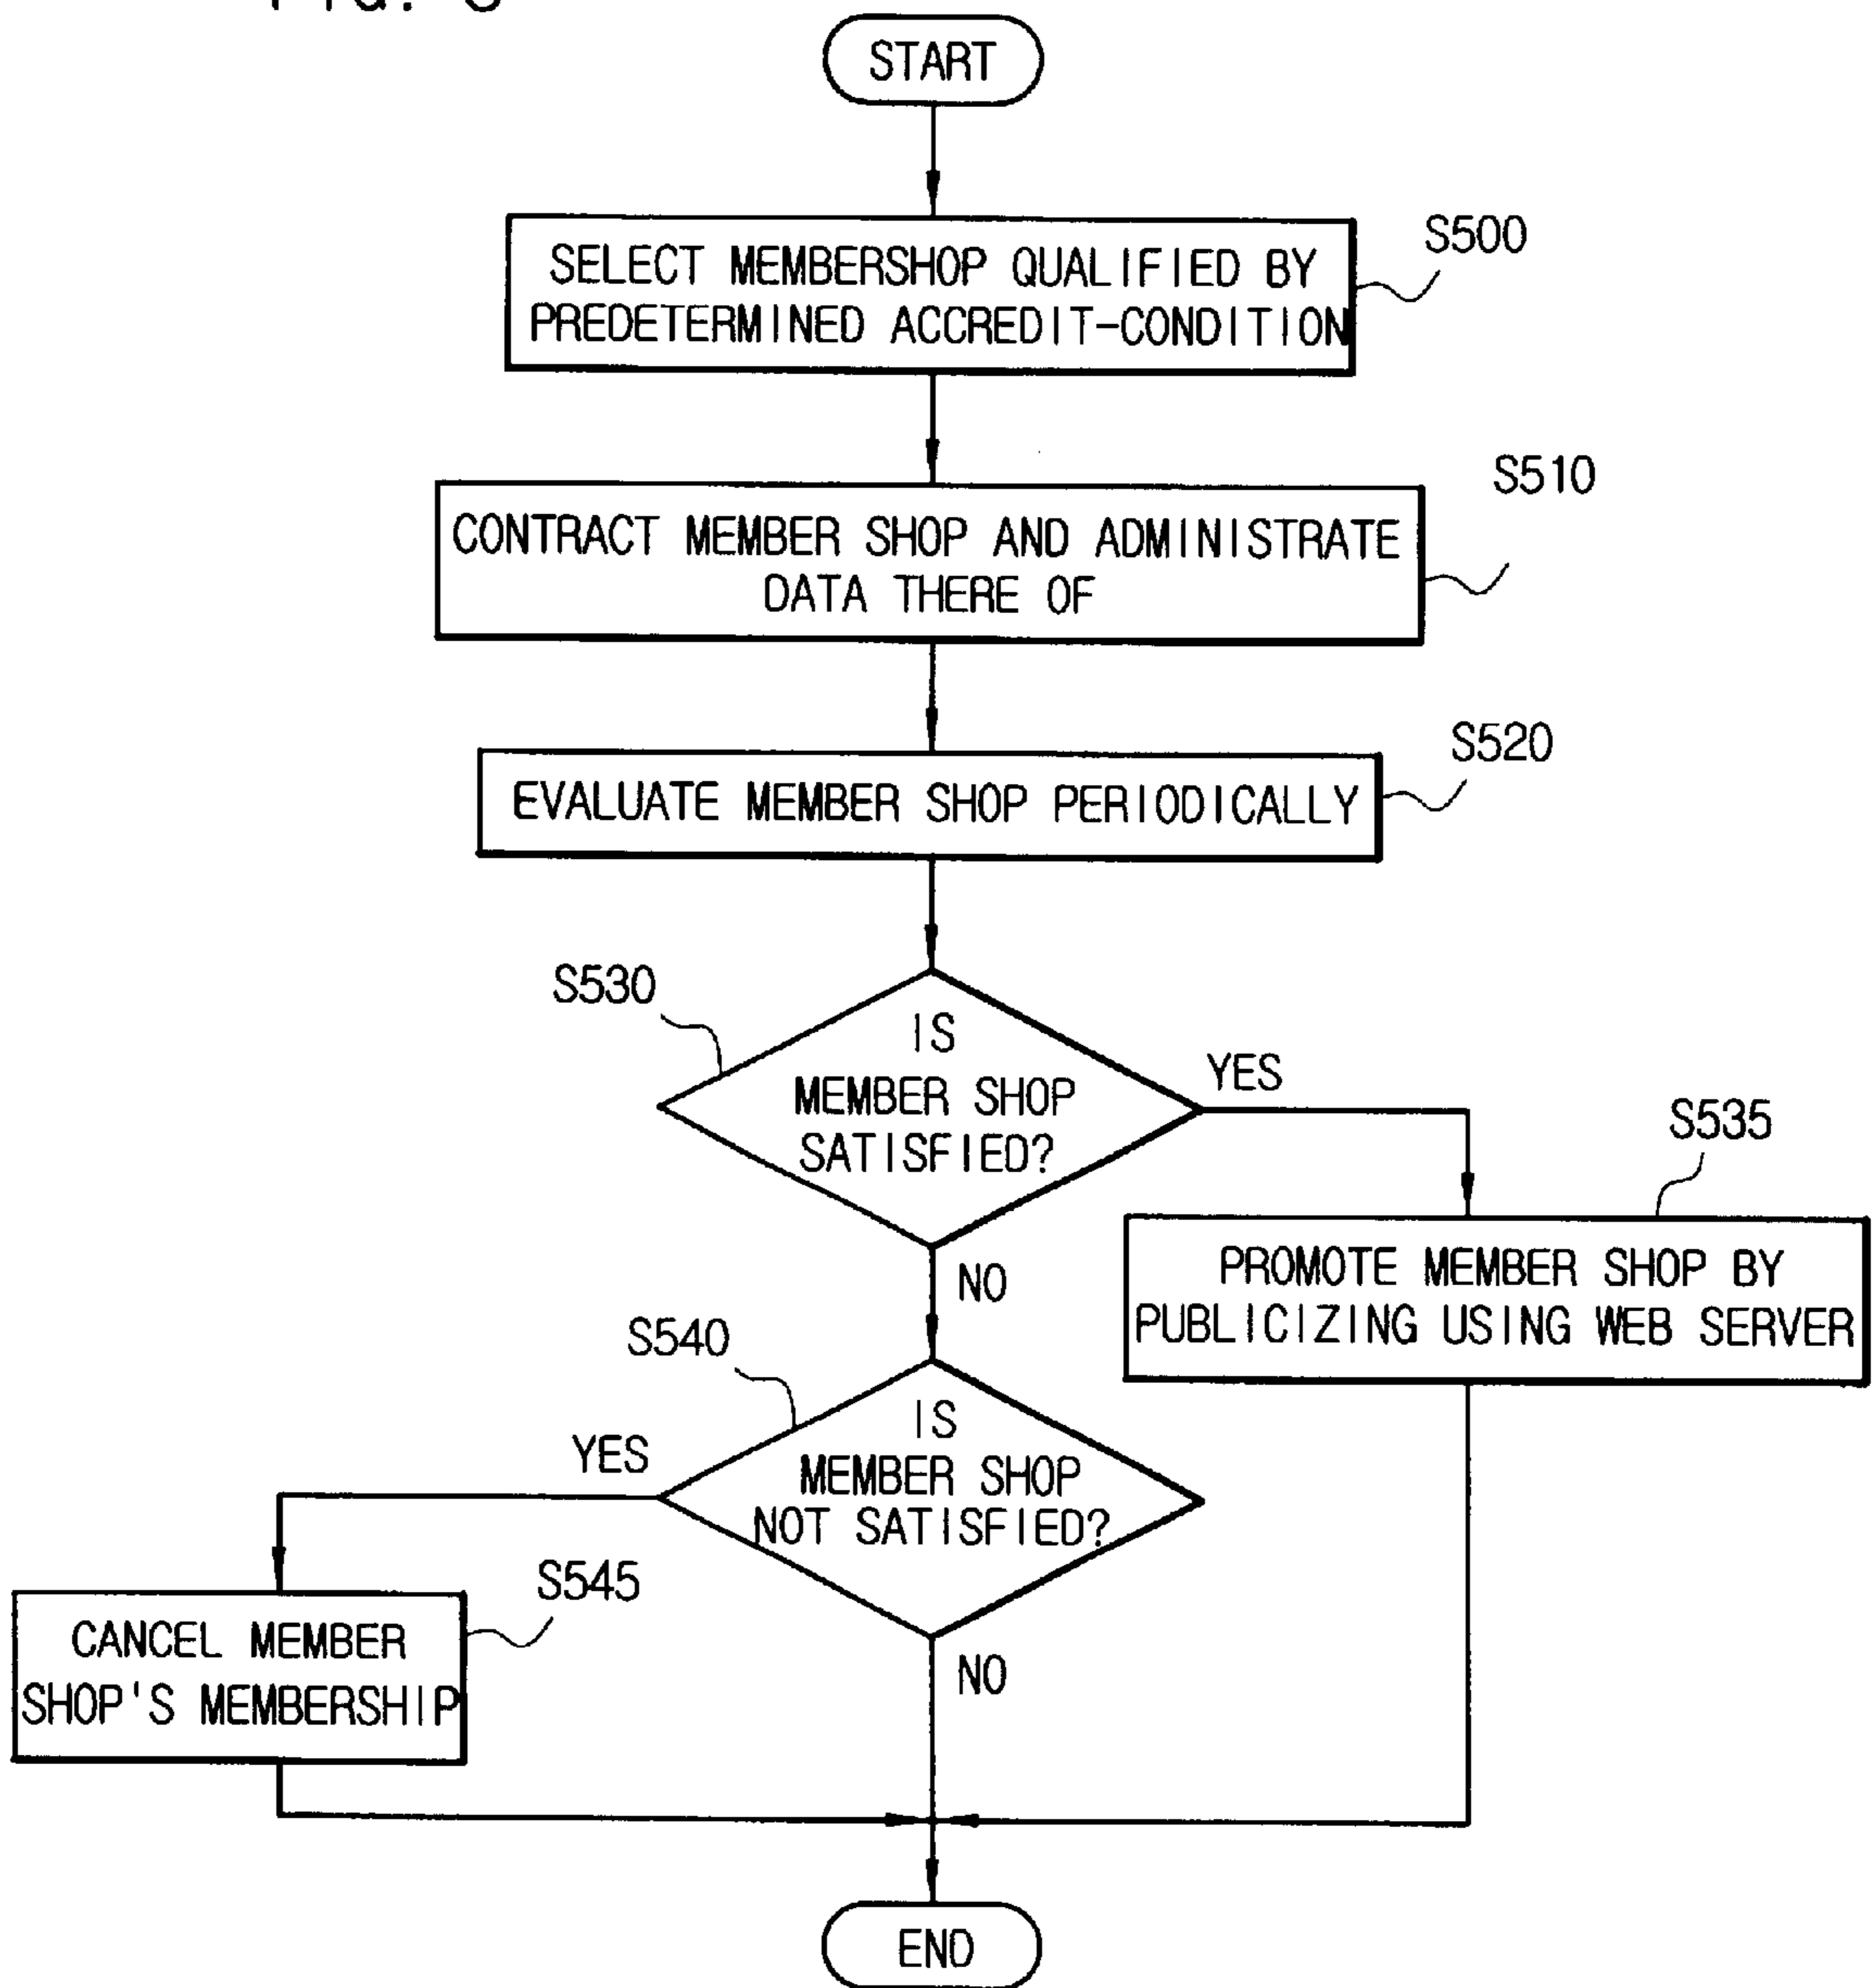 START
S500
SELECT MEMBERSHOP QUALIFIED BY
PREDETERMINED ACCREDIT-CONDITION
S510
CONTRACT MEMBER SHOP AND ADMINISTRATE
DATA THERE OF
S520
EVALUATE MEMBER SHOP PERIODICALLY
S530
IS
MEMBER SHOP
SATISFIED?
YES
S535
PROMOTE MEMBER SHOP BY
PUBLICIZING USING WEB SERVER
NO
S540
IS
MEMBER SHOP
NOT SATISFIED?
YES
S545
CANCEL MEMBER
SHOP'S MEMBERSHIP
NO
END